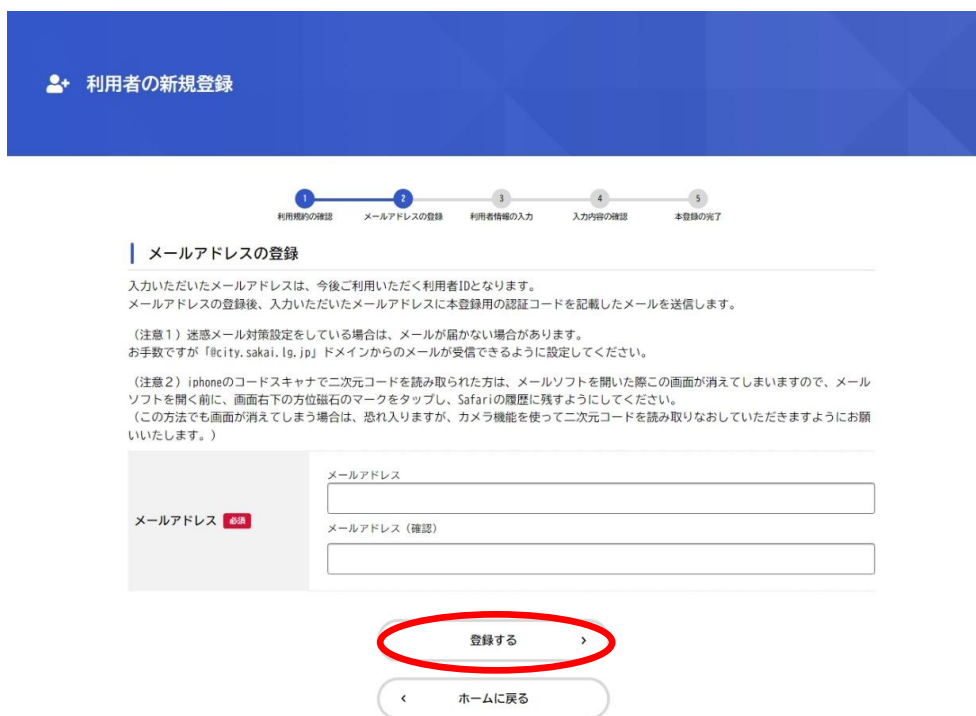 利用者の新規登録
1 2 3 4 5
利用規約の確認 メールアドレスの登録 利用者情報の入力 入力内容の確認 本登録の完了
メールアドレスの登録
入力いただいたメールアドレスは、今後ご利用いただく利用者IDとなります。
メールアドレスの登録後、入力いただいたメールアドレスに本登録用の認証コードを記載したメールを送信します。
（注意１）迷惑メール対策設定をしている場合は、メールが届かない場合があります。
お手数ですが「@city.sakai.lg.jp」ドメインからのメールが受信できるように設定してください。
（注意２）iphoneのコードスキャナで二次元コードを読み取られた方は、メールソフトを開いた際この画面が消えてしまいますので、メール
ソフトを開く前に、画面右下の方位磁石のマークをタップし、Safariの履歴に残すようにしてください。
（この方法でも画面が消えてしまう場合は、恐れ入りますが、カメラ機能を使って二次元コードを読み取りなおしていただきますようにお願
いいたします。）
メールアドレス
メールアドレス 必須
メールアドレス（確認）
登録する
ホームに戻る